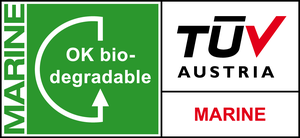 MARINE
OK bio-
degradable
TÜV
AUSTRIA
MARINE